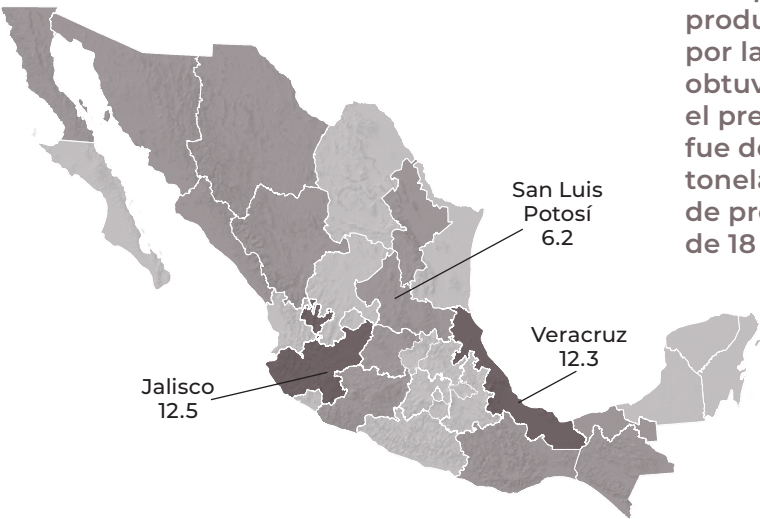 produ
por la
obtuv
el pre
fue de
tonela
de pro
de 18
San Luis
Potosí
6.2
Veracruz
12.3
Jalisco
12.5